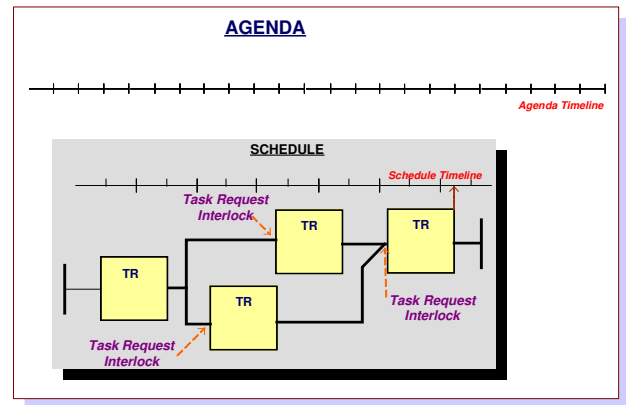 AGENDA
Agenda Timeline
SCHEDULE
Schedule Timeline
Task Request
Interlock
TR
TR
TR
TR
Task Request
Interlock
Task Request
Interlock